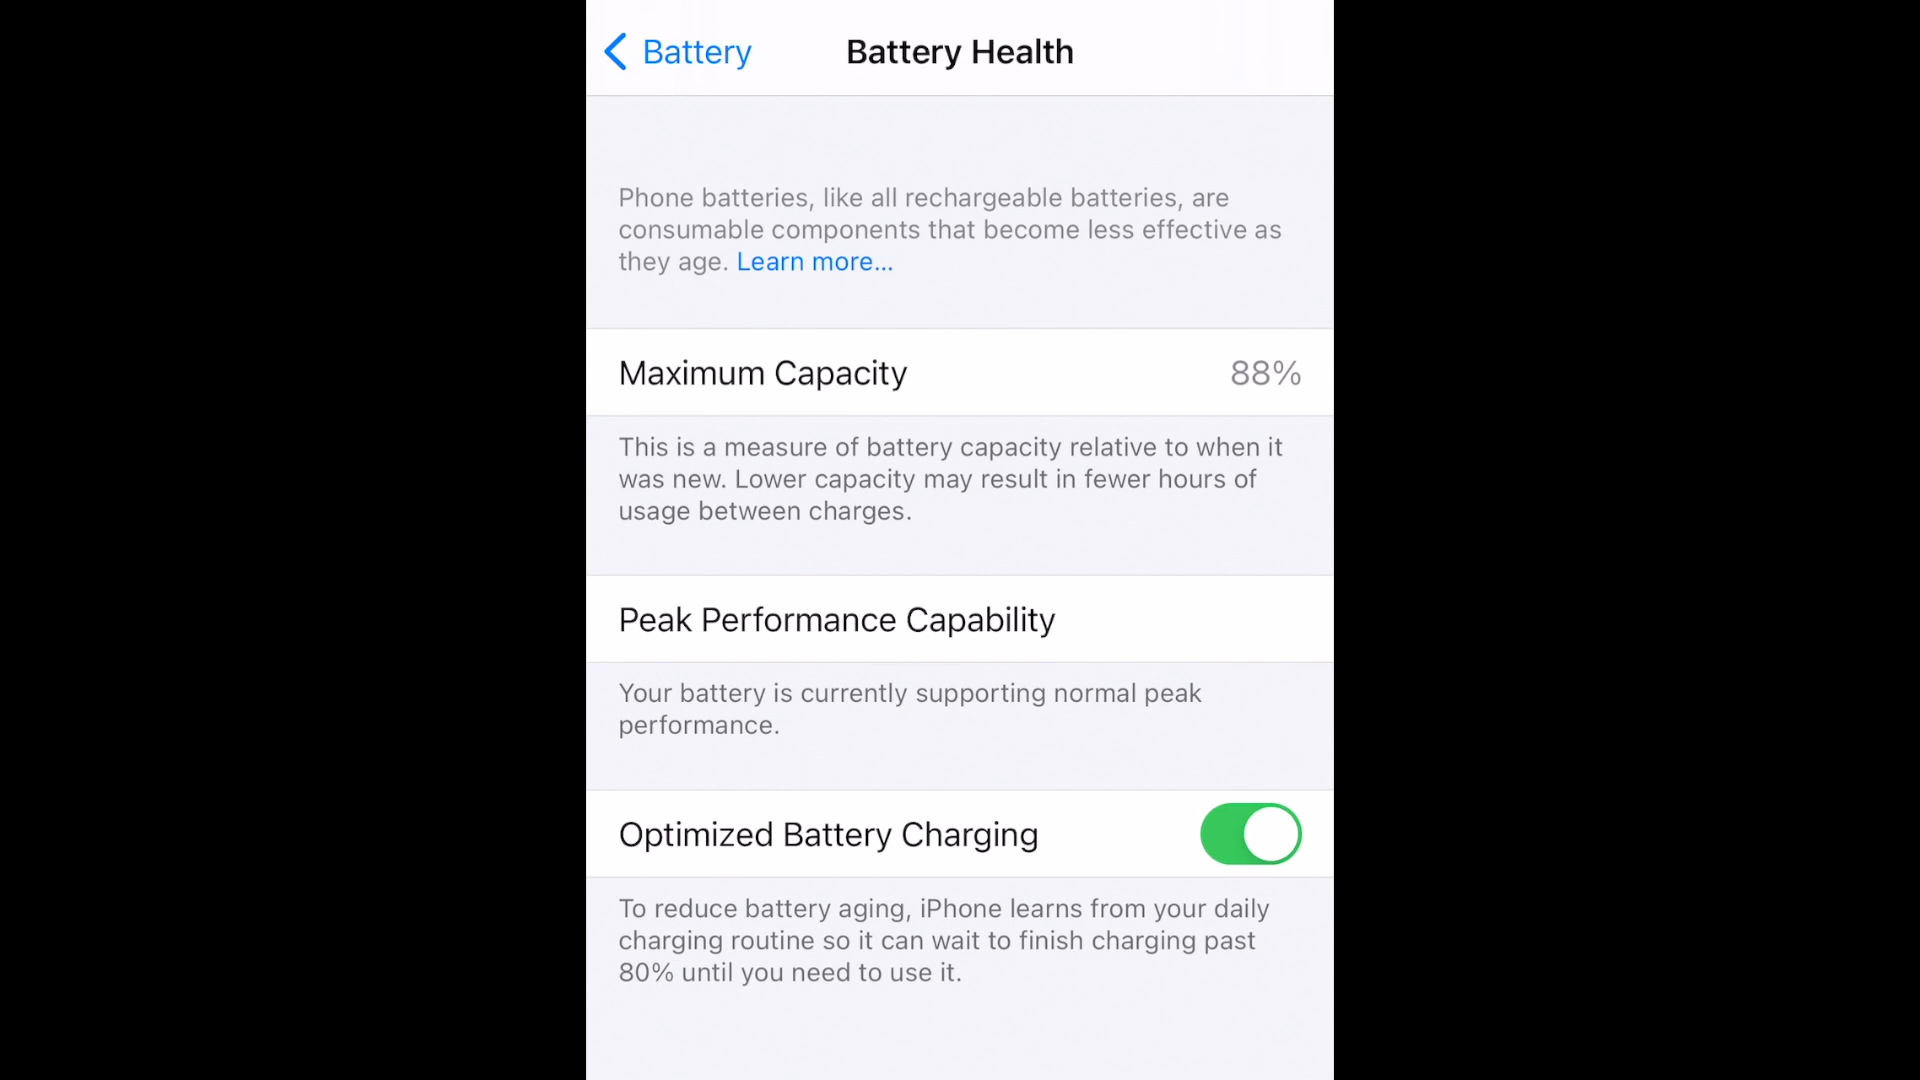 Battery
Battery Health
Phone batteries, like all rechargeable batteries, are
consumable components that become less effective as
they age. Learn more...
Maximum Capacity 88%
This is a measure of battery capacity relative to when it
was new. Lower capacity may result in fewer hours of
usage between charges.
Peak Performance Capability
Your battery is currently supporting normal peak
performance.
Optimized Battery Charging
To reduce battery aging, iPhone learns from your daily
charging routine so it can wait to finish charging past
80% until you need to use it.